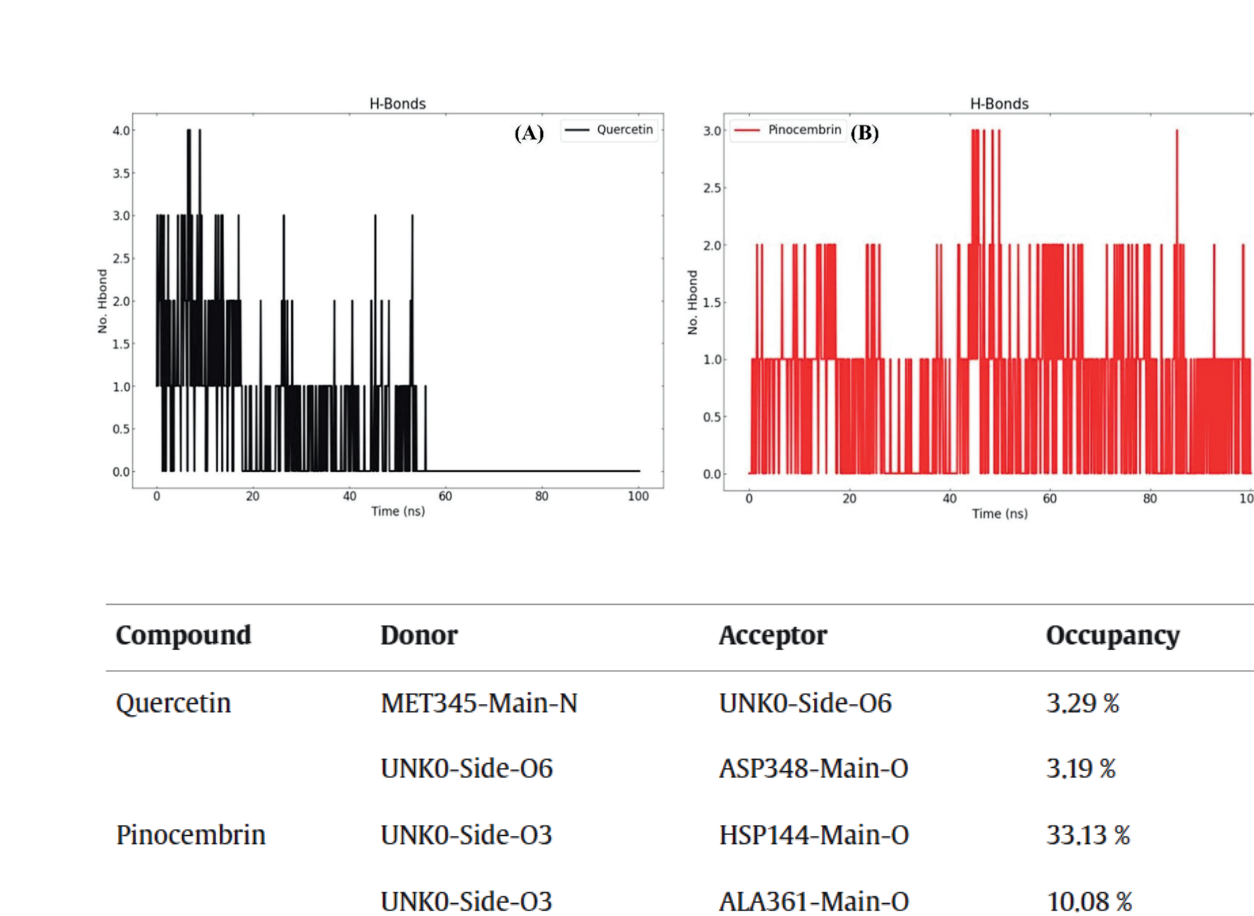 H-Bonds
(A)
Quercetin
4.0
3.5
3.0
2.5
2.0
1.5
1.0
0.5
0.0
No. Hbond
0 20 40 60 80 100
Time (ns)
H-Bonds
Pinocembrin
(B)
3.0
2.5
2.0
1.5
1.0
0.5
0.0
No. Hbond
0 20 40 60 80 10
Time (ns)
Compound Donor Acceptor Occupancy
Quercetin MET345-Main-N UNK0-Side-O6 3.29 %
UNK0-Side-O6 ASP348-Main-O 3.19 %
Pinocembrin UNK0-Side-O3 HSP144-Main-O 33.13 %
UNK0-Side-O3 ALA361-Main-O 10.08 %